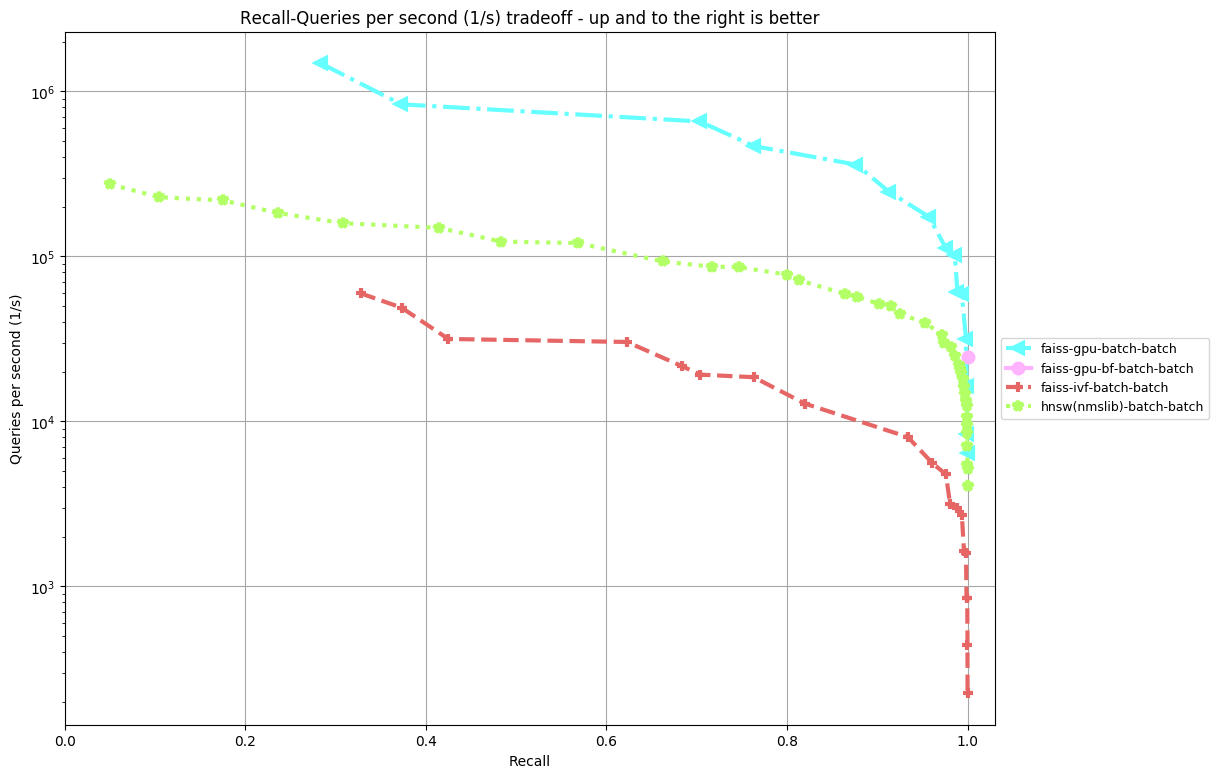 Recall-Queries per second (1/s) tradeoff - up and to the right is better
10^6
10^5
10^4
10^3
Queries per second (1/s)
0.0 0.2 0.4 0.6 0.8 1.0
Recall
faiss-gpu-batch-batch
faiss-gpu-bf-batch-batch
faiss-ivf-batch-batch
hnsw(nmslib)-batch-batch